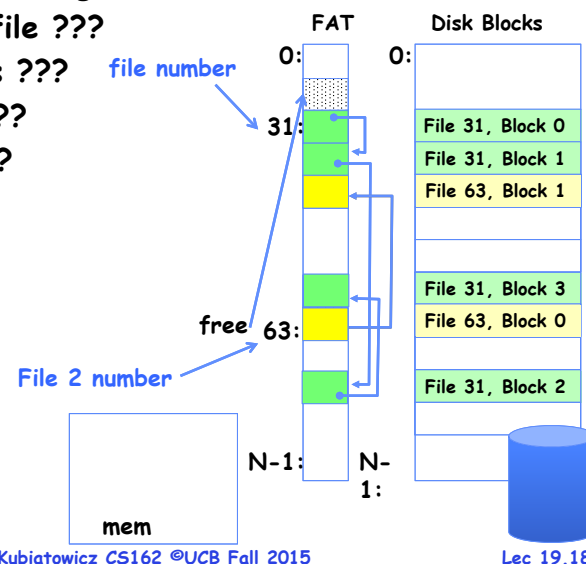 file ???
???
??
?
file number
FAT
Disk Blocks
0:
0:
31:
File 31, Block 0
File 31, Block 1
File 63, Block 1
File 31, Block 3
free
63:
File 63, Block 0
File 2 number
File 31, Block 2
N-1:
N-
1:
mem
Kubiatowicz CS162 ©UCB Fall 2015
Lec 19.18